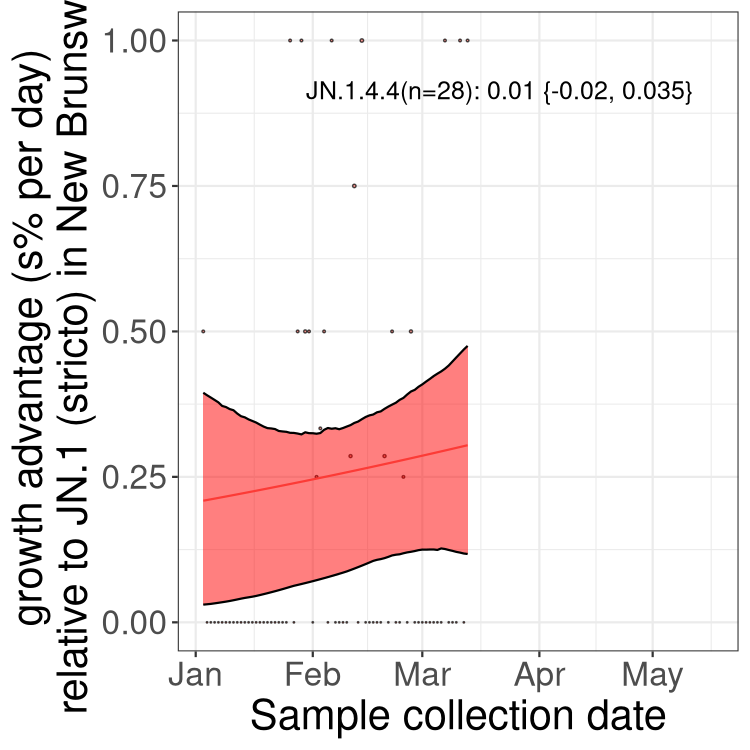 growth advantage (s% per day)
relative to JN.1 (stricto) in New Brunsw
1.00
0.75
0.50
0.25
0.00
JN.1.4.4(n=28): 0.01 {-0.02, 0.035}
Jan Feb Mar Apr May
Sample collection date